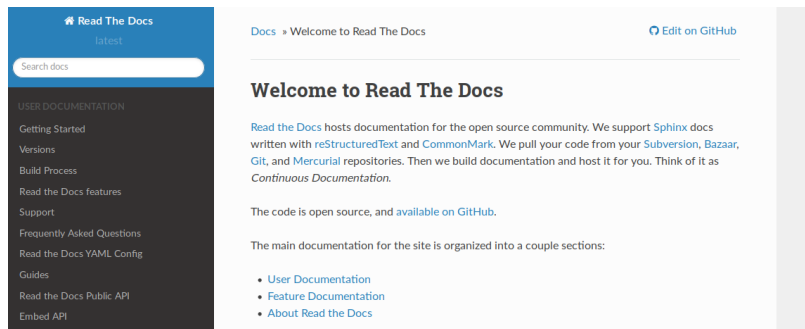 Read The Docs
latest
Search docs
USER DOCUMENTATION
Getting Started
Versions
Build Process
Read the Docs features
Support
Frequently Asked Questions
Read the Docs YAML Config
Guides
Read the Docs Public API
Embed API
Docs » Welcome to Read The Docs
Edit on GitHub
Welcome to Read The Docs
Read the Docs hosts documentation for the open source community. We support Sphinx docs
written with reStructuredText and CommonMark. We pull your code from your Subversion, Bazaar,
Git, and Mercurial repositories. Then we build documentation and host it for you. Think of it as
Continuous Documentation.
The code is open source, and available on GitHub.
The main documentation for the site is organized into a couple sections:
• User Documentation
• Feature Documentation
• About Read the Docs